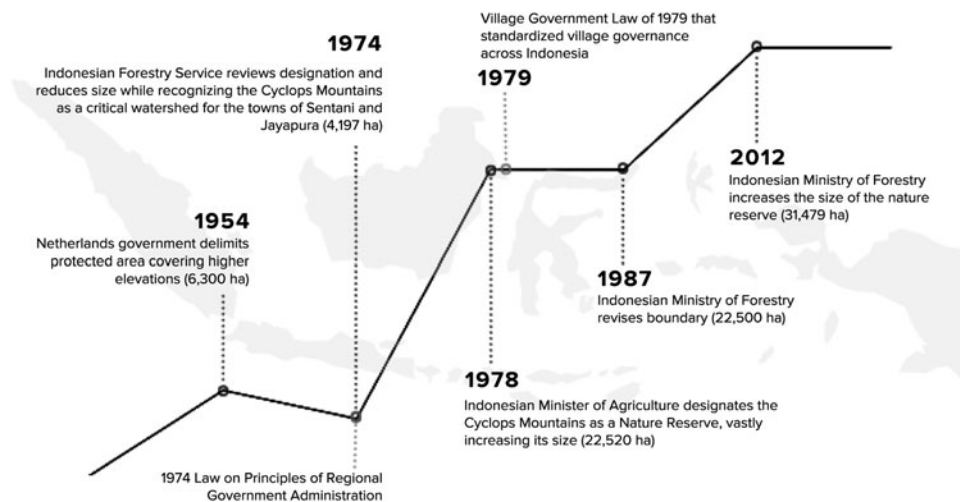 1974
Indonesian Forestry Service reviews designation and
reduces size while recognizing the Cyclops Mountains
as a critical watershed for the towns of Sentani and
Jayapura (4,197 ha)
Village Government Law of 1979 that
standardized village governance
across Indonesia
1979
1954
Netherlands government delimits
protected area covering higher
elevations (6,300 ha)
2012
Indonesian Ministry of Forestry
increases the size of the nature
reserve (31,479 ha)
1987
Indonesian Ministry of Forestry
revises boundary (22,500 ha)
1978
Indonesian Minister of Agriculture designates the
Cyclops Mountains as a Nature Reserve, vastly
increasing its size (22,520 ha)
1974 Law on Principles of Regional
Government Administration